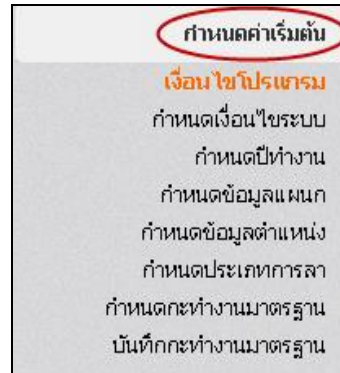 กำหนดค่าเริ่มต้น
เงื่อนไขโปรแกรม
กำหนดเงื่อนไขระบบ
กำหนดปีทำงาน
กำหนดข้อมูลแผนก
กำหนดข้อมูลตำแหน่ง
กำหนดประเภทการลา
กำหนดกะทำงานมาตรฐาน
บันทึกกะทำงานมาตรฐาน